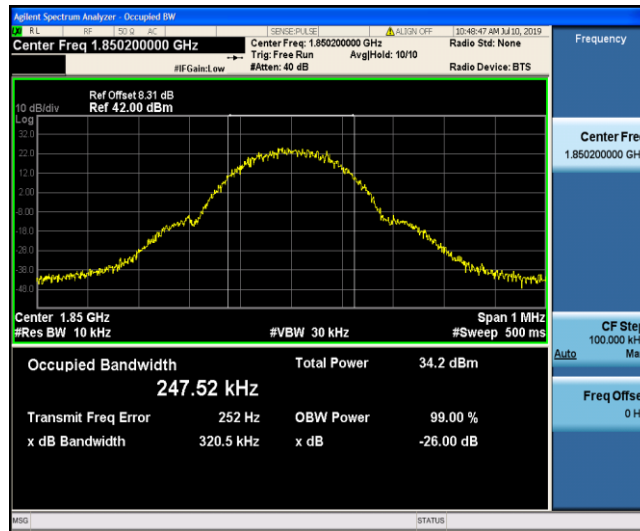 Agilent Spectrum Analyzer - Occupied BW
RL RF 50 Ω AC SENSE:PULSE ALIGN OFF 10:48:47 AM Jul 10, 2019
Center Freq 1.850200000 GHz
Center Freq: 1.850200000 GHz Radio Std: None
Trig: Free Run Avg|Hold: 10/10
#IFGain:Low #Atten: 40 dB Radio Device: BTS
Frequency
Ref Offset 8.31 dB
10 dB/div Ref 42.00 dBm
Log
32.0
22.0
12.0
2.00
-8.00
-18.0
-28.0
-38.0
-48.0
Center 1.85 GHz Span 1 MHz
#Res BW 10 kHz #VBW 30 kHz #Sweep 500 ms
Occupied Bandwidth Total Power 34.2 dBm
247.52 kHz
Transmit Freq Error 252 Hz OBW Power 99.00 %
x dB Bandwidth 320.5 kHz x dB -26.00 dB
Center Fre
1.850200000 GH
CF Step
100.000 kH
Auto Ma
Freq Offse
0 H
MSG STATUS